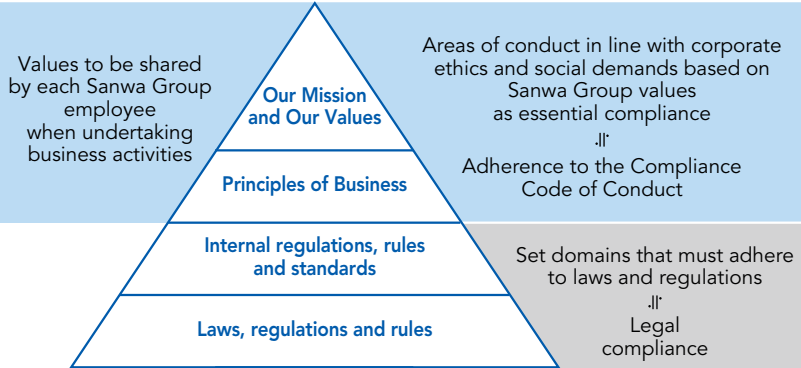 Values to be shared
by each Sanwa Group
employee
when undertaking
business activities
Our Mission
and Our Values
Principles of Business
Internal regulations, rules
and standards
Laws, regulations and rules
Areas of conduct in line with corporate
ethics and social demands based on
Sanwa Group values
as essential compliance
Adherence to the Compliance
Code of Conduct
Set domains that must adhere
to laws and regulations
Legal
compliance